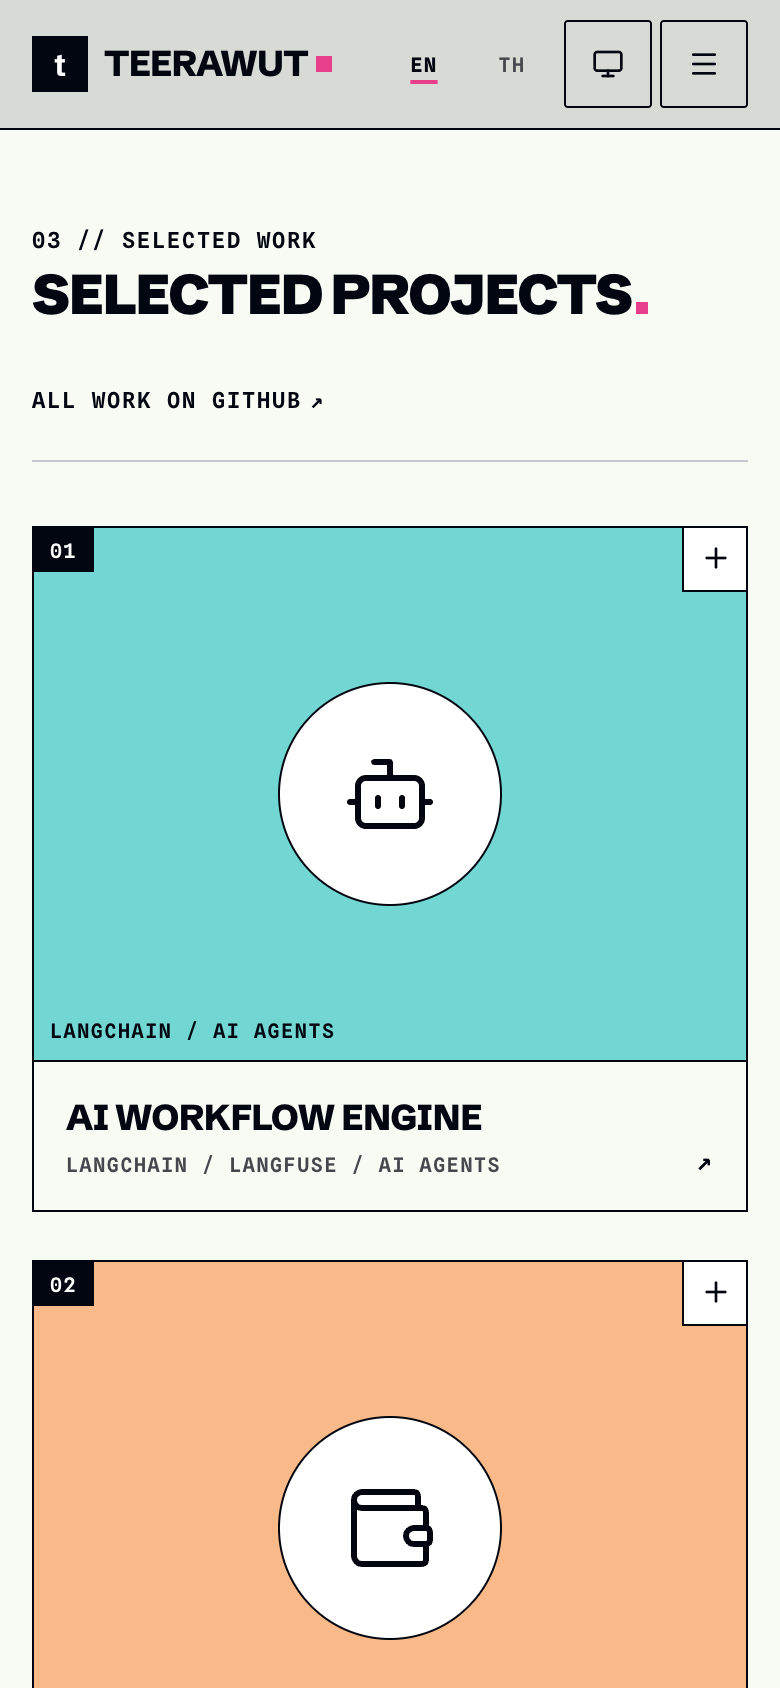 t TEERAWUT EN TH
03 // SELECTED WORK
SELECTED PROJECTS.
ALL WORK ON GITHUB ↗
01
LANGCHAIN / AI AGENTS
AI WORKFLOW ENGINE
LANGCHAIN / LANGFUSE / AI AGENTS ↗
02